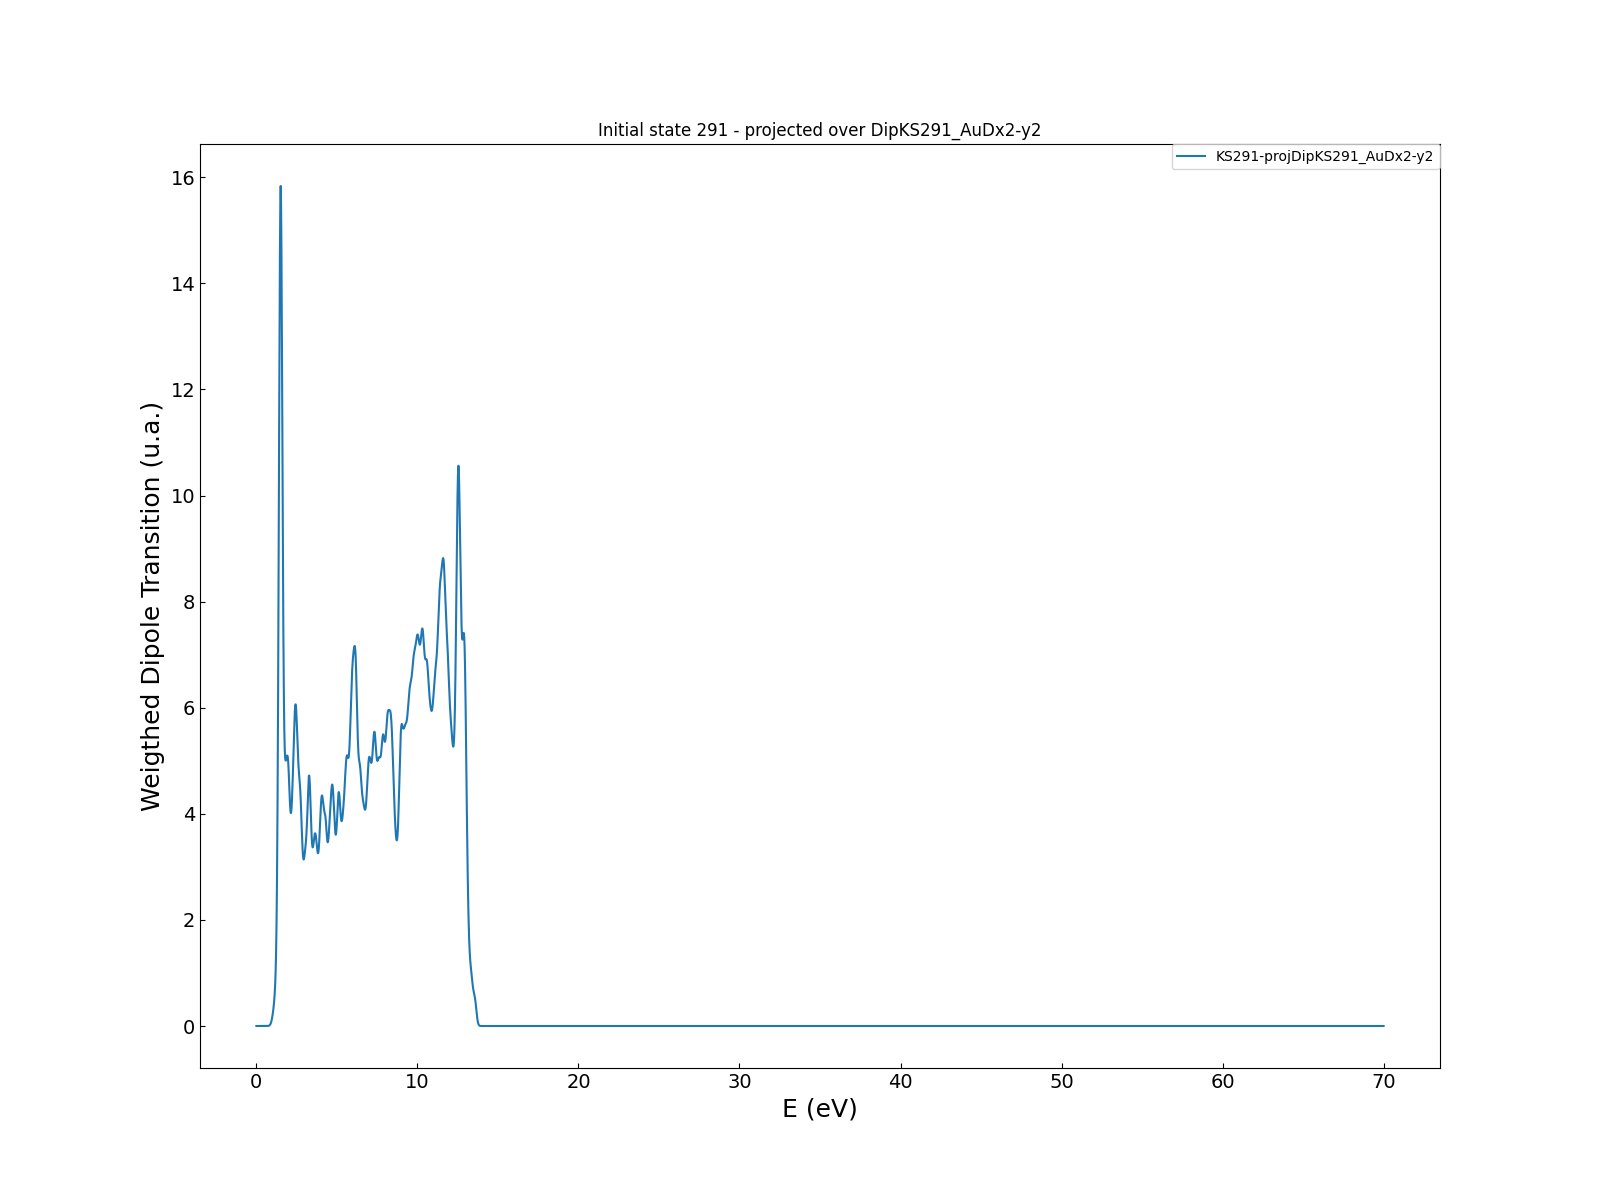 Initial state 291 - projected over DipKS291_AuDx2-y2
KS291-projDipKS291_AuDx2-y2
16
14
12
10
8
6
4
2
0
Weigthed Dipole Transition (u.a.)
0 10 20 30 40 50 60 70
E (eV)